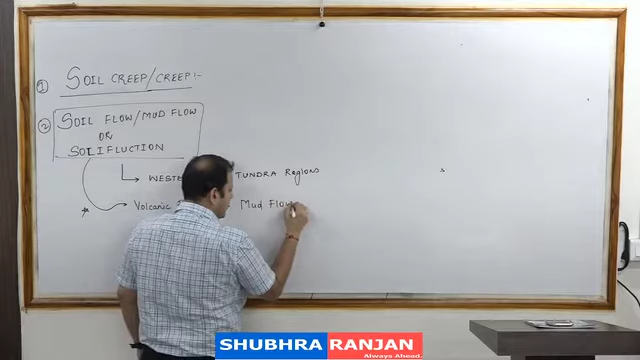 ① SOIL CREEP/CREEP:-
② SOIL FLOW/MUD FLOW
OR
SOLIFLUCTION
TUNDRA Regions
Volcanic
Mud Flow
SHUBHRA RANJAN
Always Ahead.